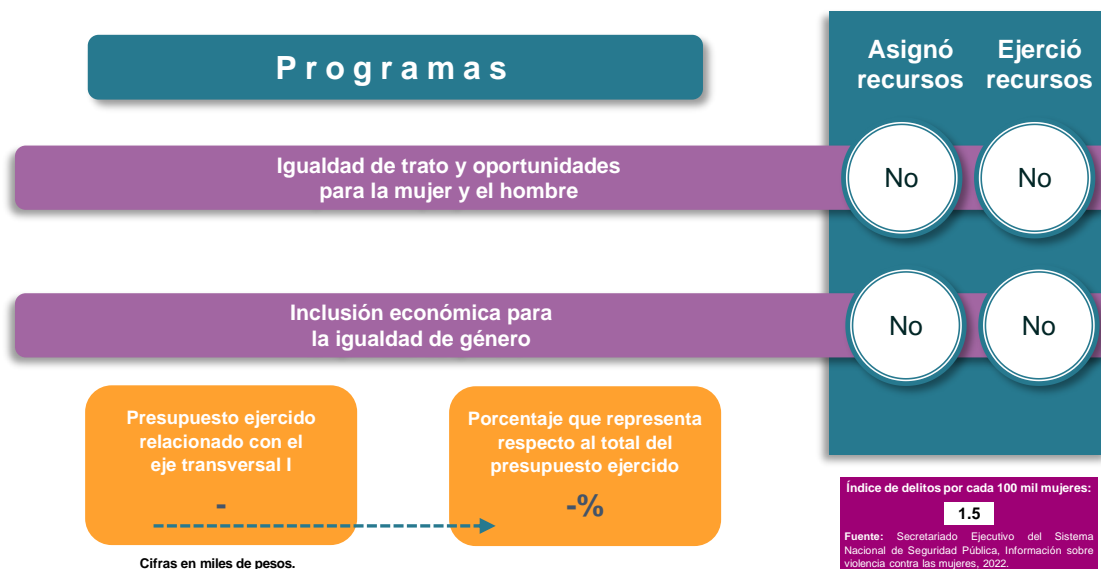 Programas
Asignó
recursos
Ejerció
recursos
Igualdad de trato y oportunidades
para la mujer y el hombre
No
No
Inclusión económica para
la igualdad de género
No
No
Presupuesto ejercido
relacionado con el
eje transversal I
-
Porcentaje que representa
respecto al total del
presupuesto ejercido
-%
Cifras en miles de pesos.
Índice de delitos por cada 100 mil mujeres:
1.5
Fuente: Secretariado Ejecutivo del Sistema
Nacional de Seguridad Pública, Información sobre
violencia contra las mujeres, 2022.